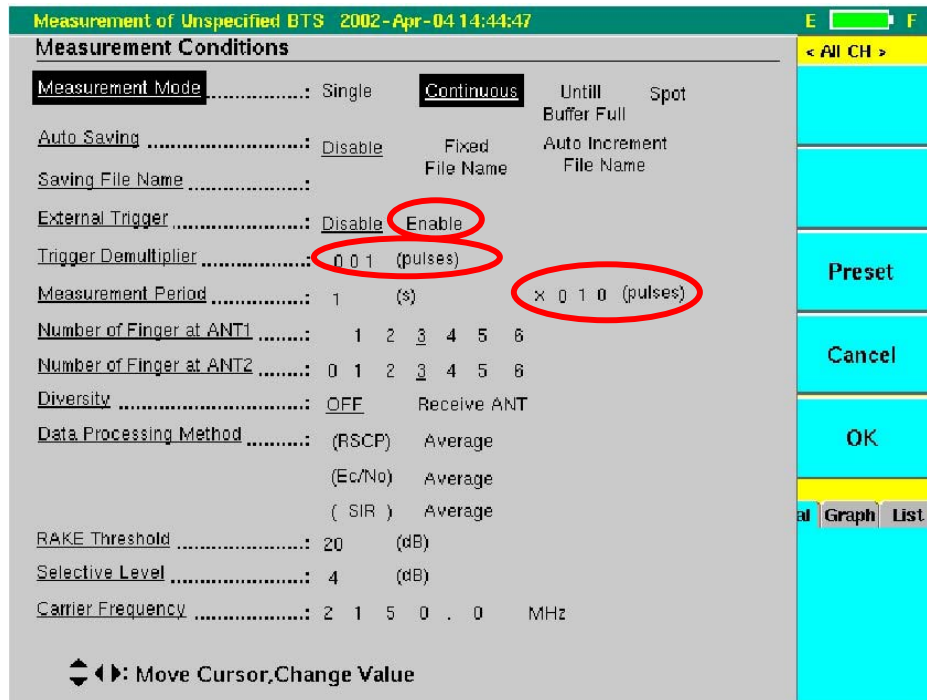 Measurement of Unspecified BTS 2002-Apr-04 14:44:47
E F
Measurement Conditions
< All CH >
Measurement Mode ................: Single Continuous Untill Buffer Full Spot
Auto Saving .........................: Disable Fixed File Name Auto Increment File Name
Saving File Name ...................:
External Trigger ......................: Disable Enable
Trigger Demultiplier .................: 0 0 1 (pulses)
Measurement Period ...............: 1 (s) × 0 1 0 (pulses)
Number of Finger at ANT1 ........: 1 2 3 4 5 6
Number of Finger at ANT2 ........: 0 1 2 3 4 5 6
Diversity ..............................: OFF Receive ANT
Data Processing Method ..........: (RSCP) Average
(Ec/No) Average
( SIR ) Average
RAKE Threshold .....................: 20 (dB)
Selective Level ......................: 4 (dB)
Carrier Frequency ..................: 2 1 5 0 . 0 MHz
Move Cursor,Change Value
Preset
Cancel
OK
al Graph List